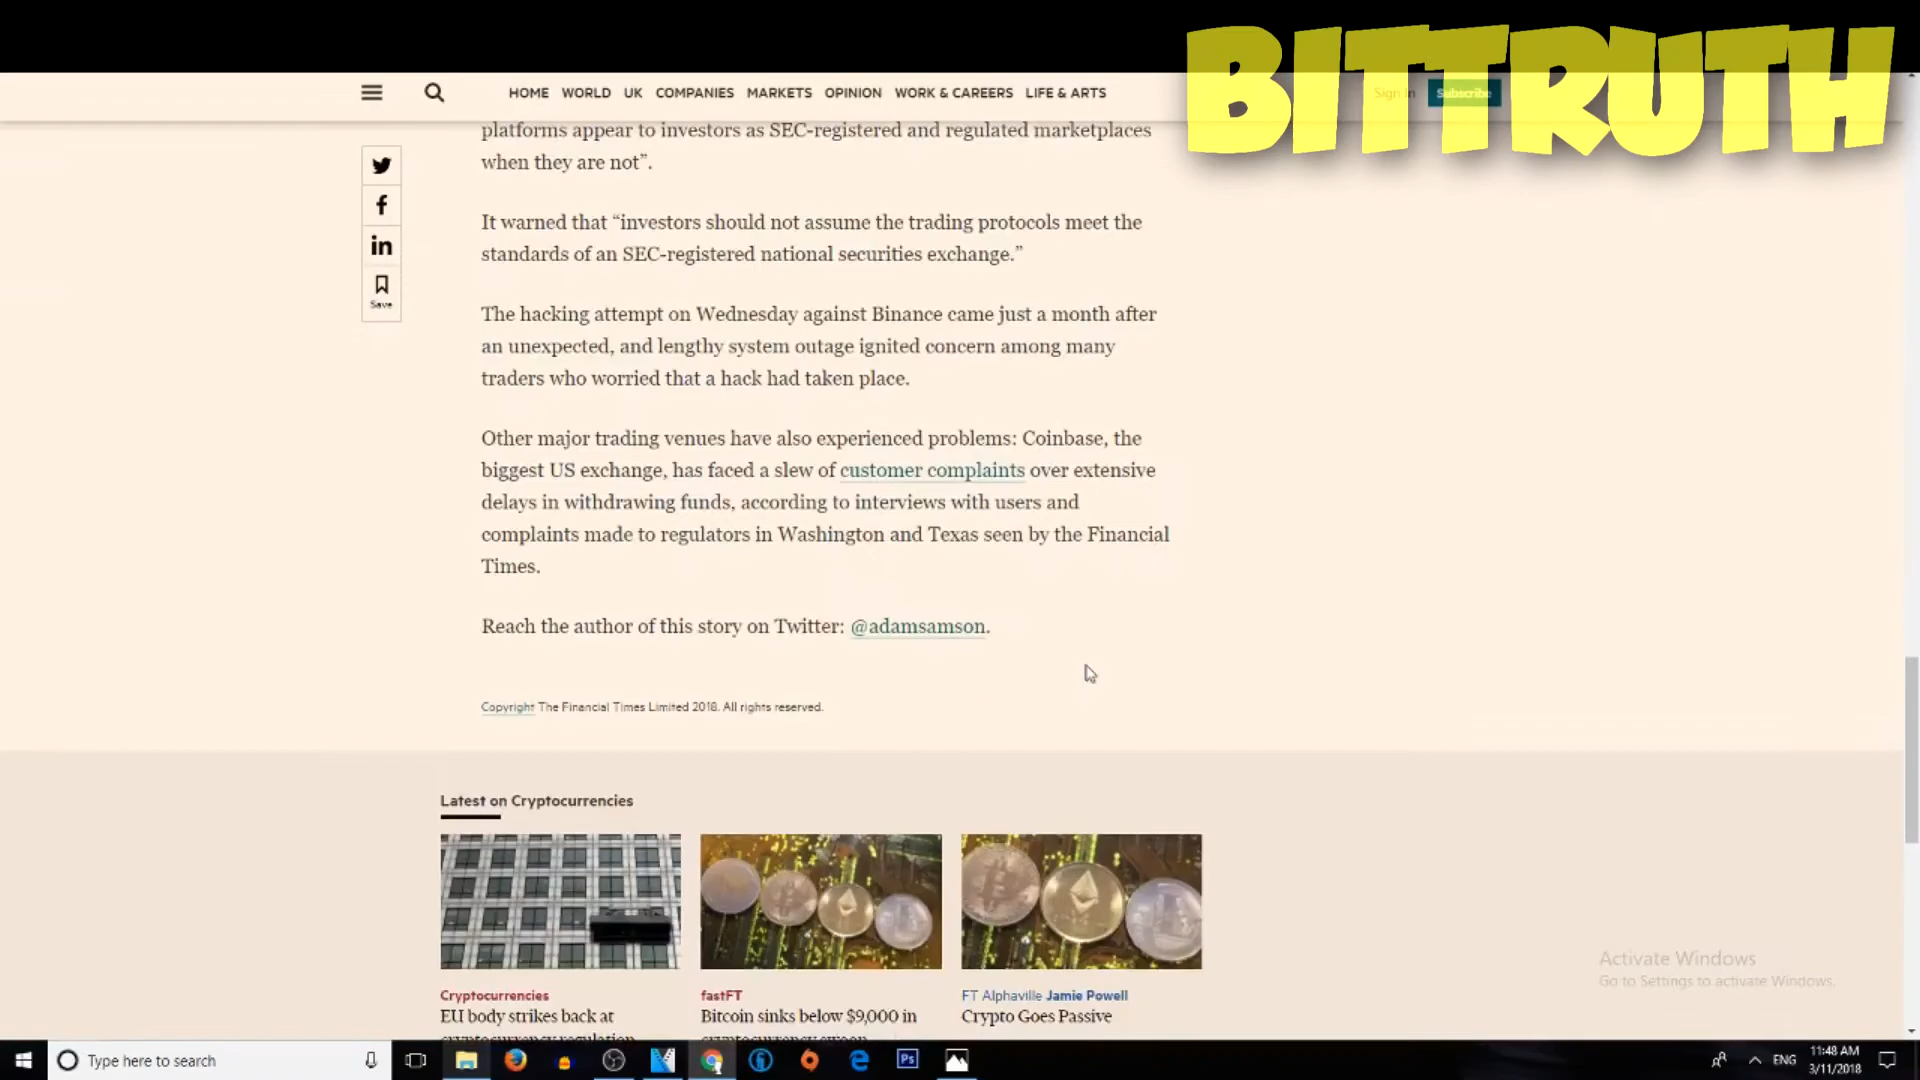 BITTRUTH
HOME WORLD UK COMPANIES MARKETS OPINION WORK & CAREERS LIFE & ARTS
Sign In Subscribe
platforms appear to investors as SEC-registered and regulated marketplaces
when they are not”.
It warned that “investors should not assume the trading protocols meet the
standards of an SEC-registered national securities exchange.”
Save
The hacking attempt on Wednesday against Binance came just a month after
an unexpected, and lengthy system outage ignited concern among many
traders who worried that a hack had taken place.
Other major trading venues have also experienced problems: Coinbase, the
biggest US exchange, has faced a slew of customer complaints over extensive
delays in withdrawing funds, according to interviews with users and
complaints made to regulators in Washington and Texas seen by the Financial
Times.
Reach the author of this story on Twitter: @adamsamson.
Copyright The Financial Times Limited 2018. All rights reserved.
Latest on Cryptocurrencies
Cryptocurrencies
EU body strikes back at
cryptocurrency regulation
fastFT
Bitcoin sinks below $9,000 in
cryptocurrency swoon
FT Alphaville Jamie Powell
Crypto Goes Passive
Activate Windows
Go to Settings to activate Windows.
Type here to search
Ps
ENG
11:48 AM
3/11/2018